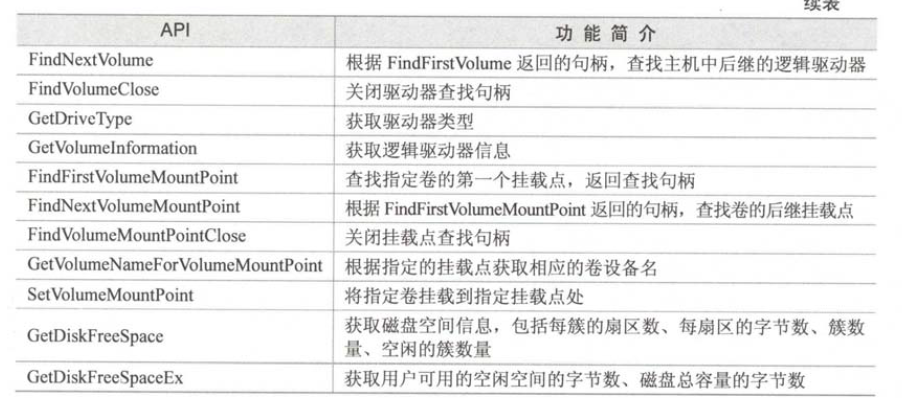 续表
API 功能简介
FindNextVolume 根据 FindFirstVolume 返回的句柄，查找主机中后继的逻辑驱动器
FindVolumeClose 关闭驱动器查找句柄
GetDriveType 获取驱动器类型
GetVolumeInformation 获取逻辑驱动器信息
FindFirstVolumeMountPoint 查找指定卷的第一个挂载点，返回查找句柄
FindNextVolumeMountPoint 根据 FindFirstVolumeMountPoint 返回的句柄，查找卷的后继挂载点
FindVolumeMountPointClose 关闭挂载点查找句柄
GetVolumeNameForVolumeMountPoint 根据指定的挂载点获取相应的卷设备名
SetVolumeMountPoint 将指定卷挂载到指定挂载点处
GetDiskFreeSpace 获取磁盘空间信息，包括每簇的扇区数、每扇区的字节数、簇数
量、空闲的簇数量
GetDiskFreeSpaceEx 获取用户可用的空闲空间的字节数、磁盘总容量的字节数